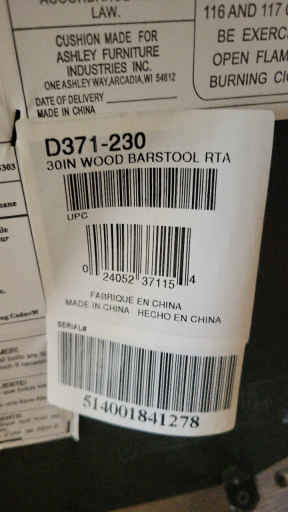 LAW.
CUSHION MADE FOR
ASHLEY FURNITURE
INDUSTRIES INC.
ONE ASHLEY WAY, ARCADIA, WI 54612
DATE OF DELIVERY
MADE IN CHINA
116 AND 117
BE EXERC
OPEN FLAM
BURNING CI
D371-230
30IN WOOD BARSTOOL RTA
UPC
0 24052 37115 4
FABRIQUE EN CHINA
MADE IN CHINA HECHO EN CHINA
SERIAL#
514001841278